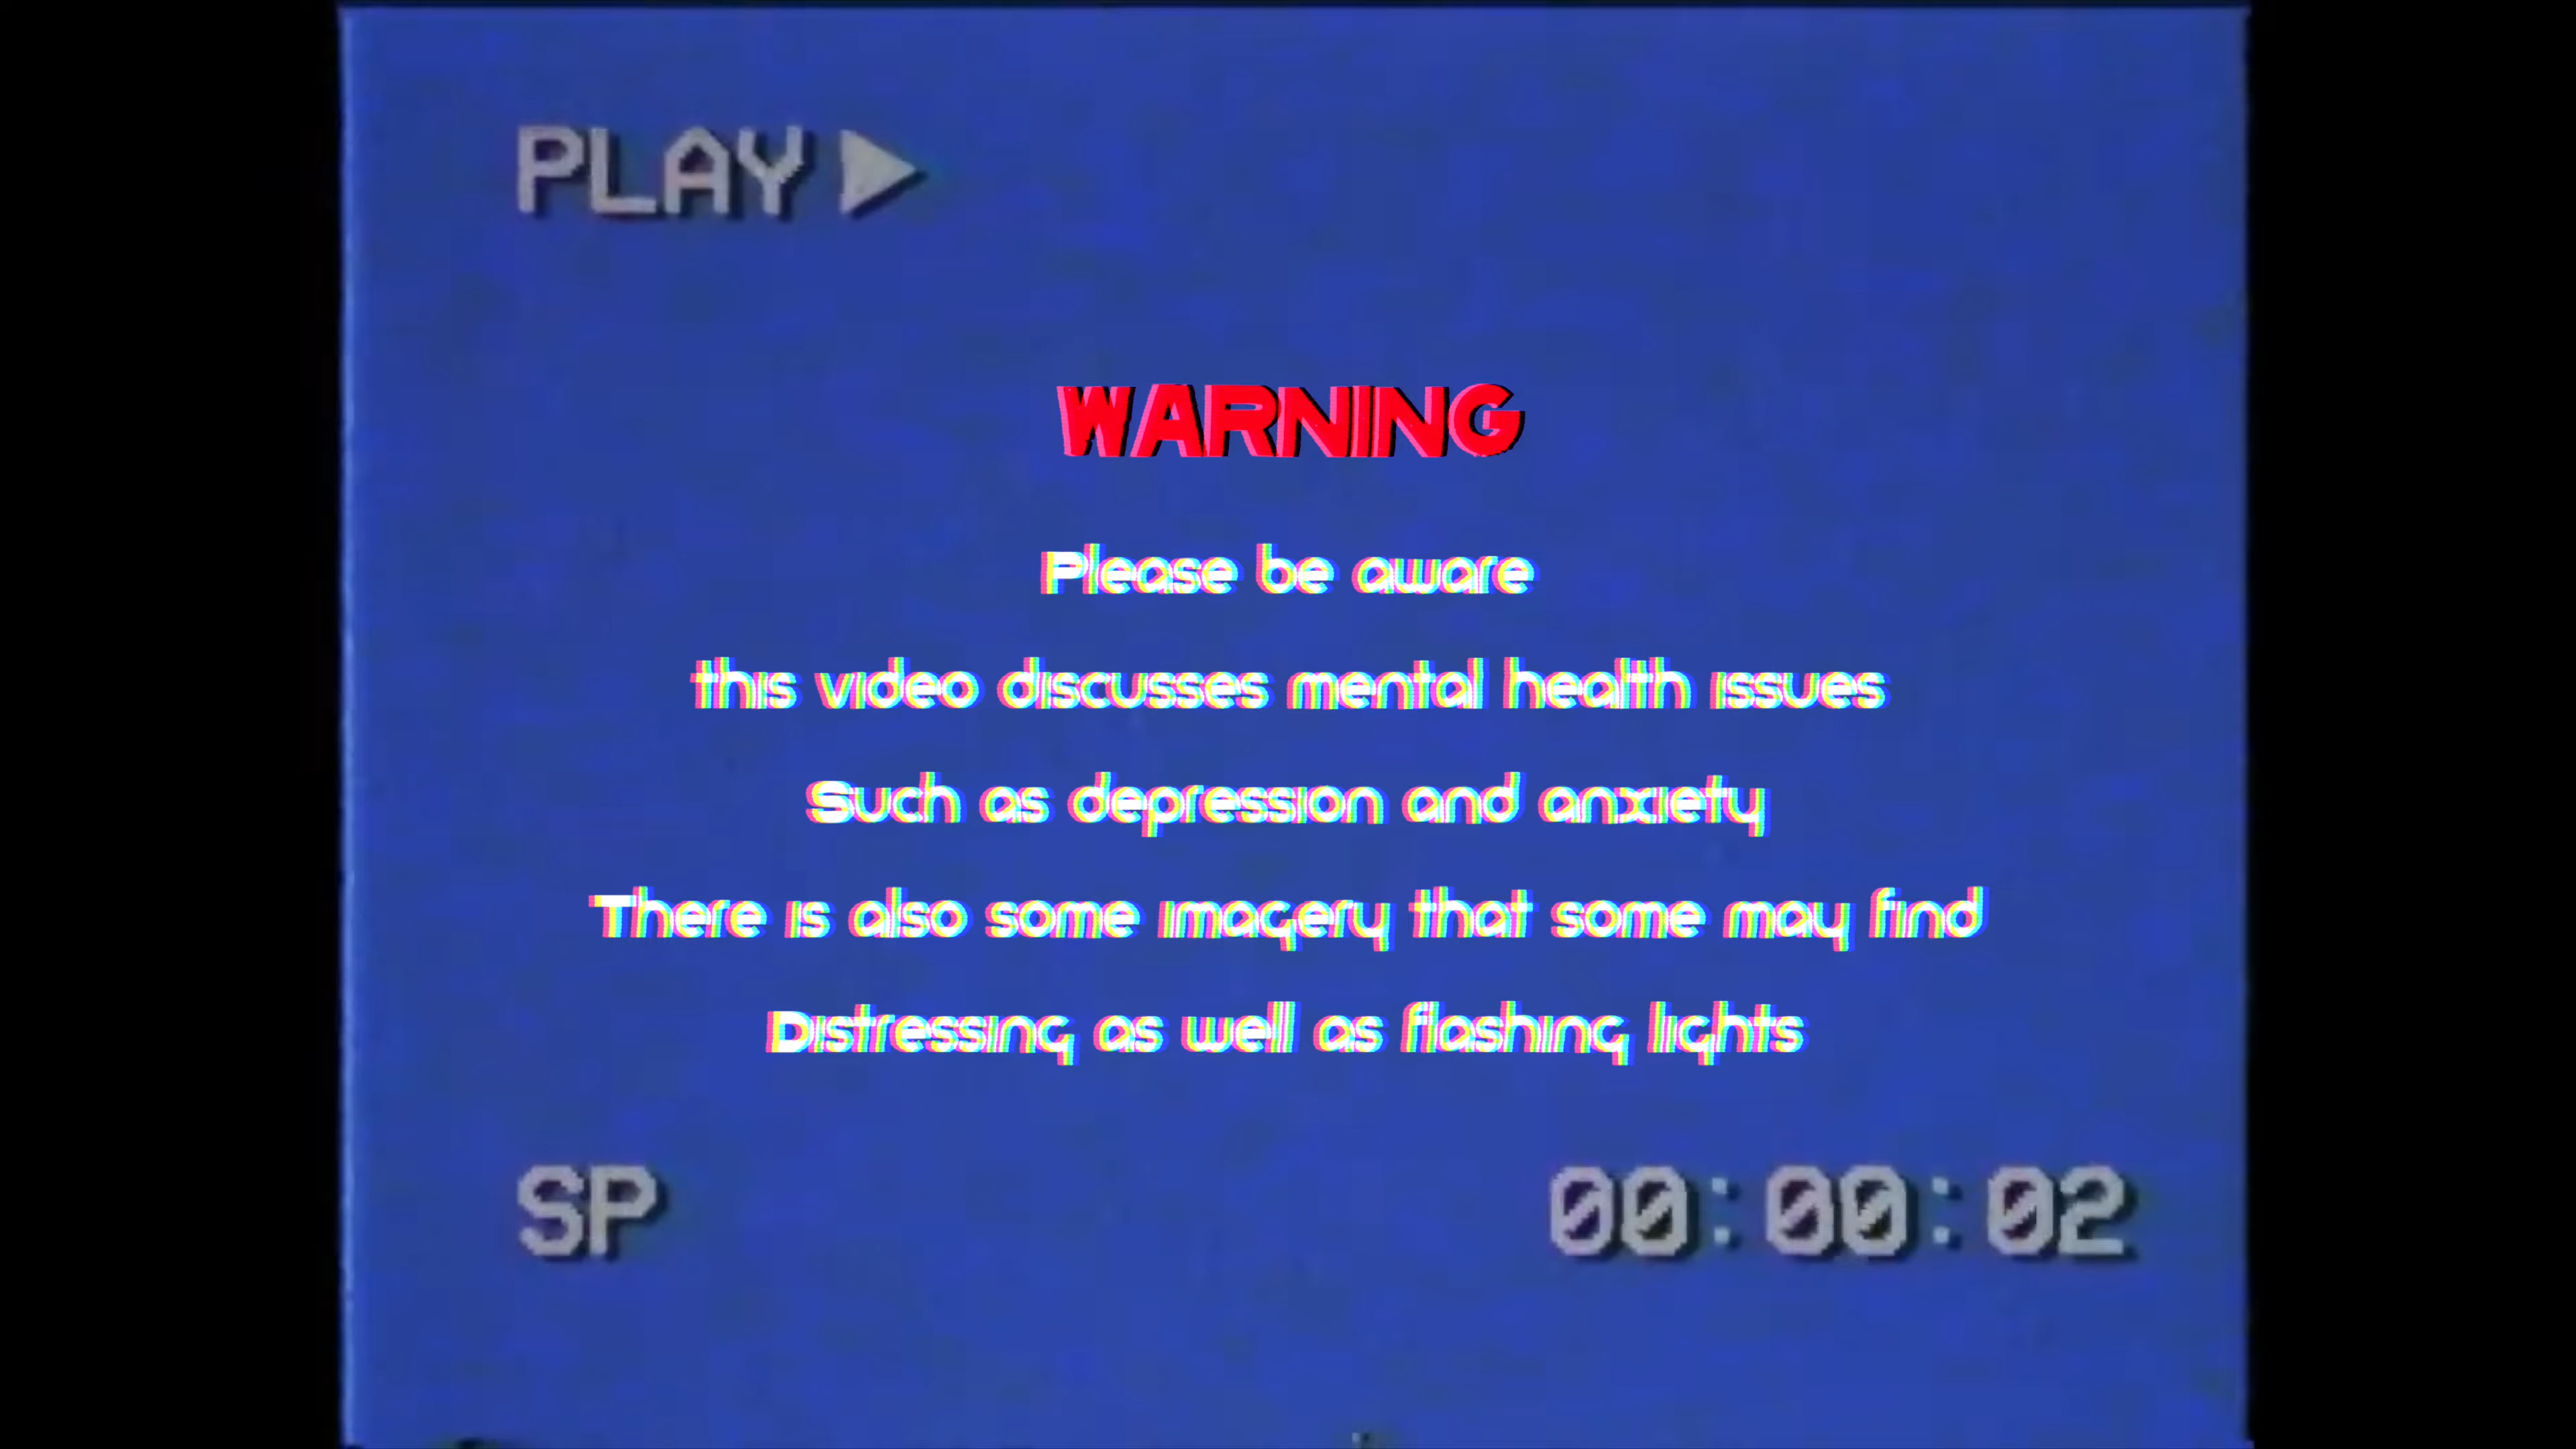 PLAY
WARNING
Please be aware
this video discusses mental health issues
Such as depression and anxiety
There is also some imagery that some may find
Distressing as well as flashing lights
SP
00:00:02